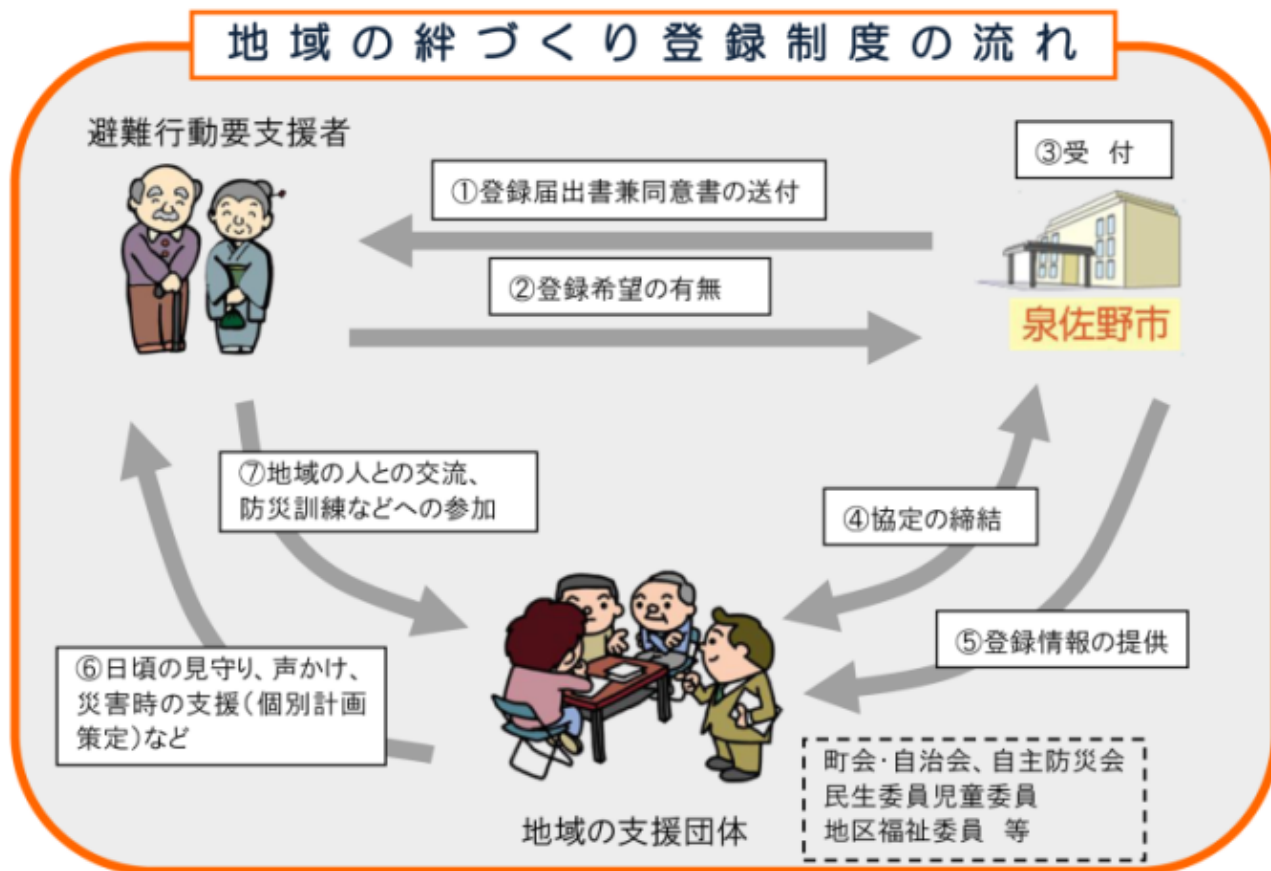 地域の絆づくり登録制度の流れ
避難行動要支援者
③受　付
①登録届出書兼同意書の送付
②登録希望の有無
泉佐野市
⑦地域の人との交流、
防災訓練などへの参加
④協定の締結
⑤登録情報の提供
⑥日頃の見守り、声かけ、
災害時の支援（個別計画
策定）など
町会・自治会、自主防災会
民生委員児童委員
地区福祉委員　等
地域の支援団体